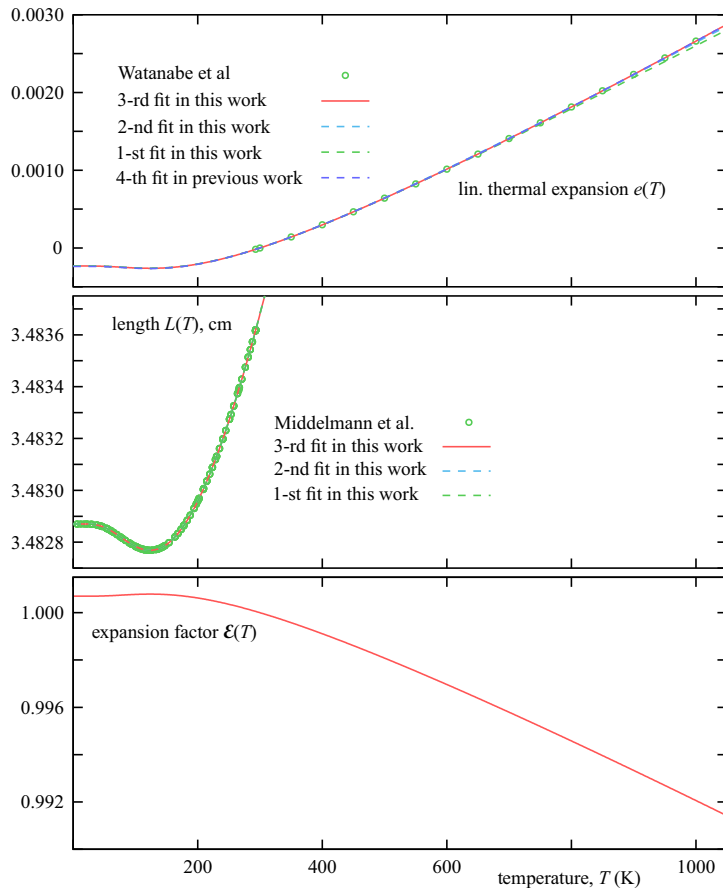 0.0030
Watanabe et al
3-rd fit in this work
0.0020
2-nd fit in this work
1-st fit in this work
4-th fit in previous work
0.0010
lin. thermal expansion e(T)
0
length L(T), cm
3.4836
3.4834
Middelmann et al.
3.4832
3-rd fit in this work
2-nd fit in this work
3.4830
1-st fit in this work
3.4828
1.000
expansion factor ℰ(T)
0.996
0.992
200 400 600 800 1000
temperature, T (K)